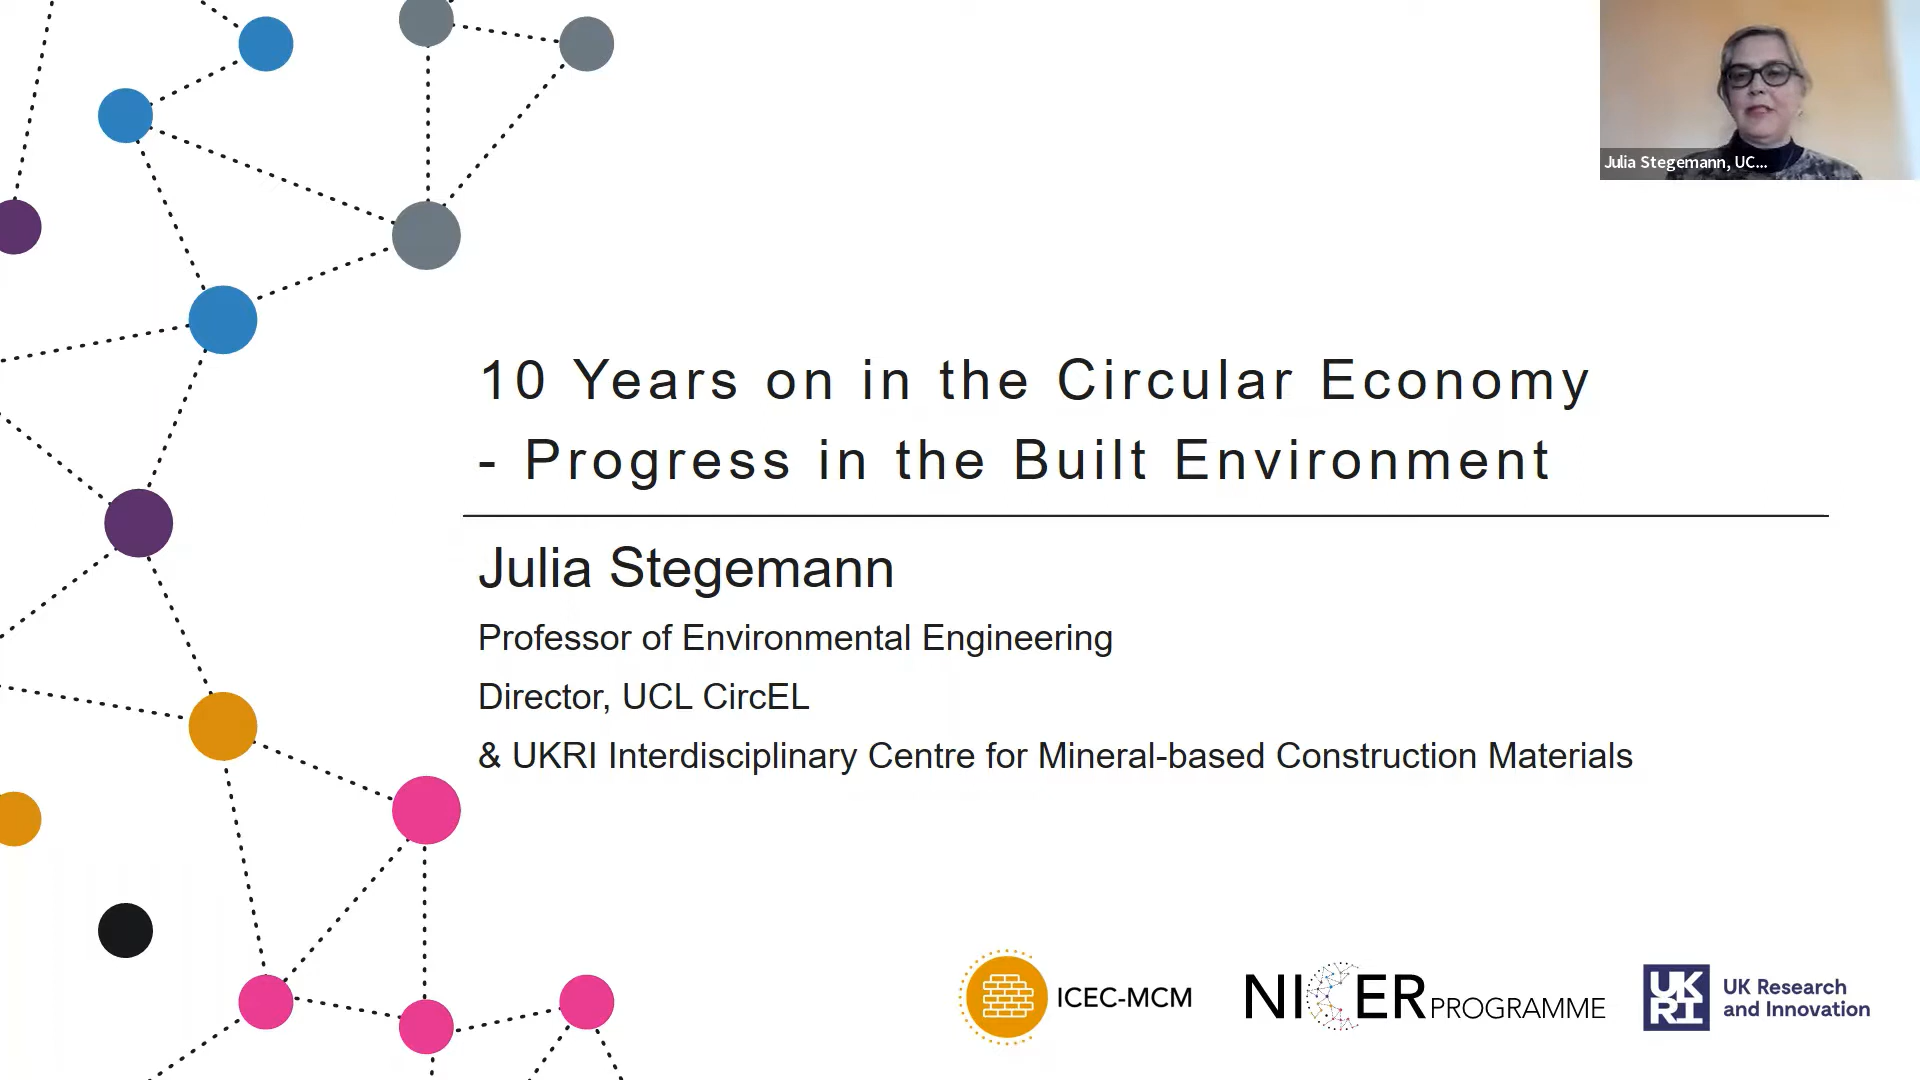 Julia Stegemann, UC...
10 Years on in the Circular Economy
- Progress in the Built Environment
Julia Stegemann
Professor of Environmental Engineering
Director, UCL CircEL
& UKRI Interdisciplinary Centre for Mineral-based Construction Materials
ICEC-MCM
NICER PROGRAMME
UKRI
UK Research
and Innovation